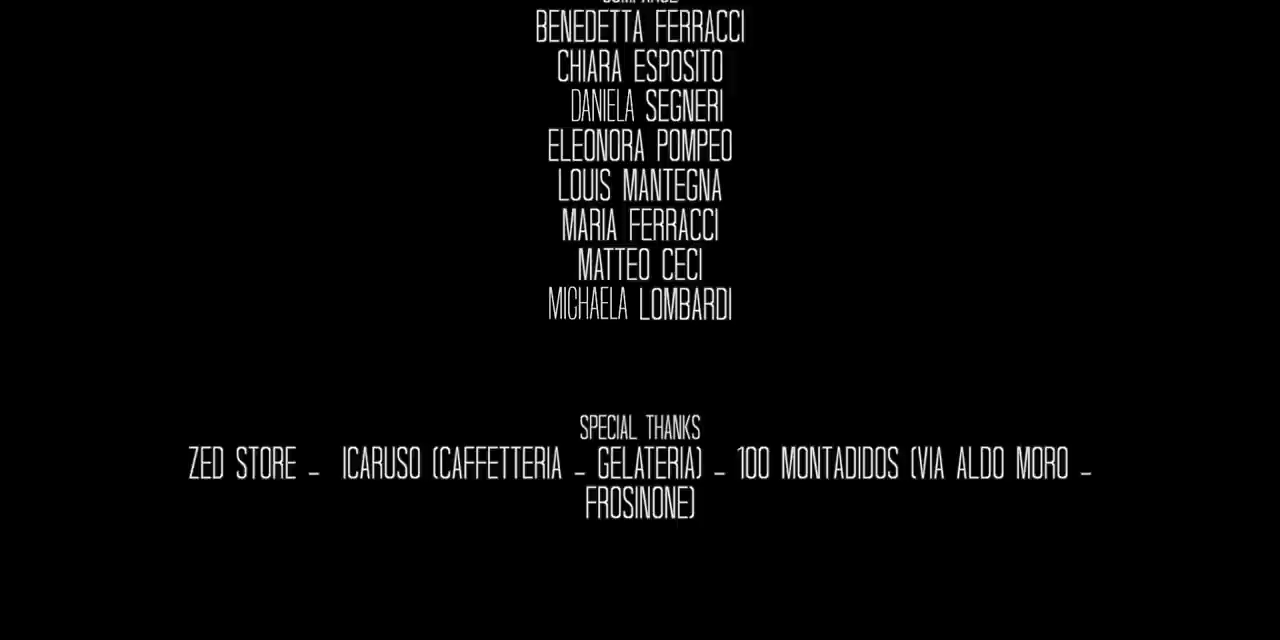 BENEDETTA FERRACCI
CHIARA ESPOSITO
DANIELA SEGNERI
ELEONORA POMPEO
LOUIS MANTEGNA
MARIA FERRACCI
MATTEO CECI
MICHAELA LOMBARDI
SPECIAL THANKS
ZED STORE - ICARUSO (CAFFETTERIA - GELATERIA) - 100 MONTADIDOS (VIA ALDO MORO -
FROSINONE)